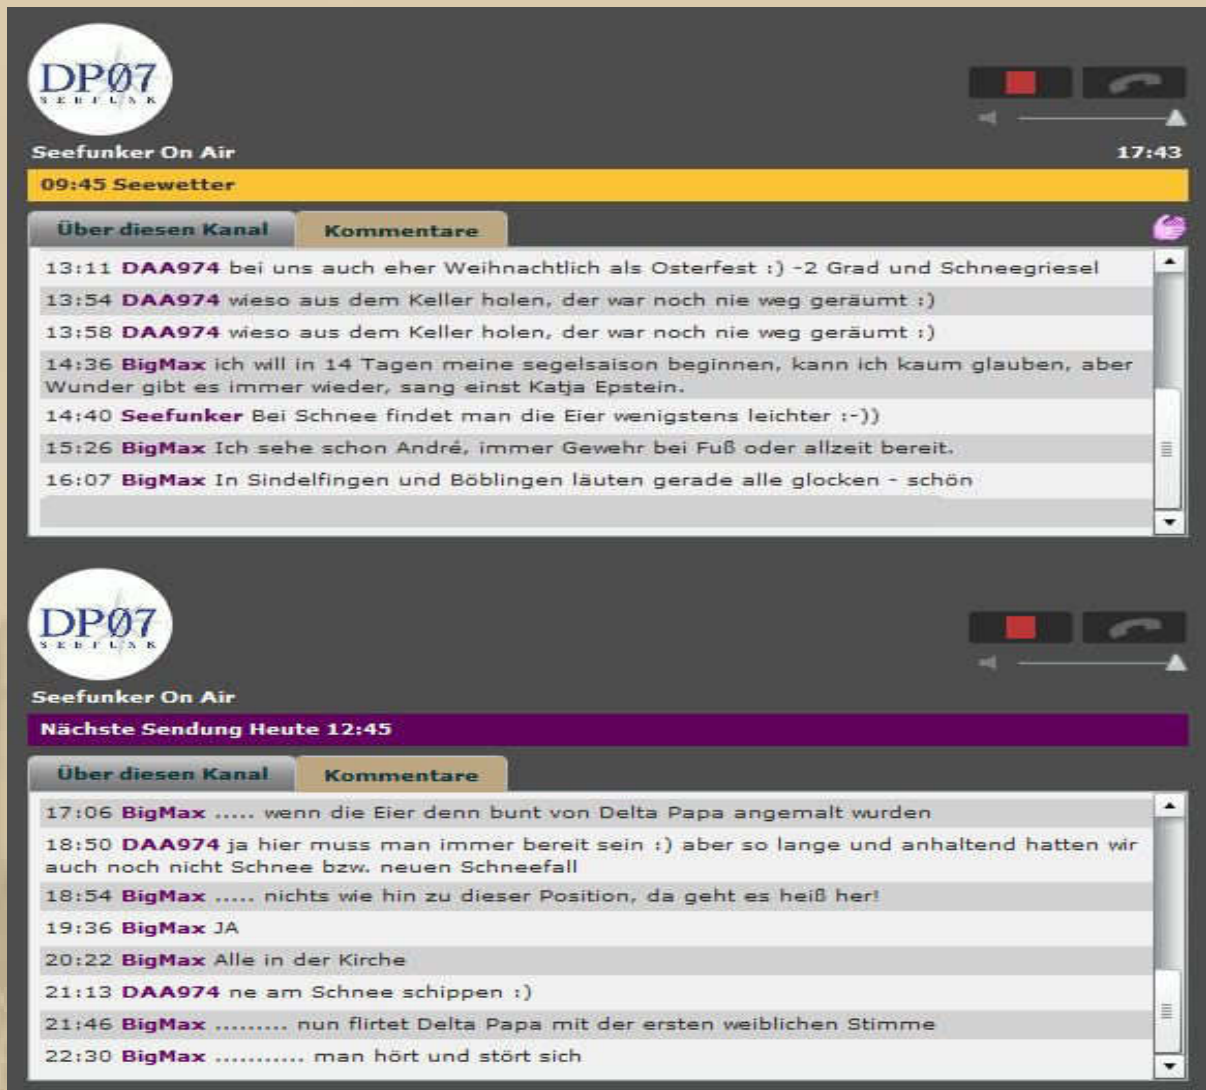 DP07
SEEFUNK
Seefunker On Air
17:43
09:45 Seewetter
Über diesen Kanal
Kommentare
13:11 DAA974 bei uns auch eher Weihnachtlich als Osterfest :) -2 Grad und Schneegriesel
13:54 DAA974 wieso aus dem Keller holen, der war noch nie weg geräumt :)
13:58 DAA974 wieso aus dem Keller holen, der war noch nie weg geräumt :)
14:36 BigMax ich will in 14 Tagen meine segelsaison beginnen, kann ich kaum glauben, aber
Wunder gibt es immer wieder, sang einst Katja Epstein.
14:40 Seefunker Bei Schnee findet man die Eier wenigstens leichter :-))
15:26 BigMax Ich sehe schon André, immer Gewehr bei Fuß oder allzeit bereit.
16:07 BigMax In Sindelfingen und Böblingen läuten gerade alle glocken - schön
DP07
SEEFUNK
Seefunker On Air
Nächste Sendung Heute 12:45
Über diesen Kanal
Kommentare
17:06 BigMax ..... wenn die Eier denn bunt von Delta Papa angemalt wurden
18:50 DAA974 ja hier muss man immer bereit sein :) aber so lange und anhaltend hatten wir
auch noch nicht Schnee bzw. neuen Schneefall
18:54 BigMax ..... nichts wie hin zu dieser Position, da geht es heiß her!
19:36 BigMax JA
20:22 BigMax Alle in der Kirche
21:13 DAA974 ne am Schnee schippen :)
21:46 BigMax ......... nun flirtet Delta Papa mit der ersten weiblichen Stimme
22:30 BigMax ........... man hört und stört sich